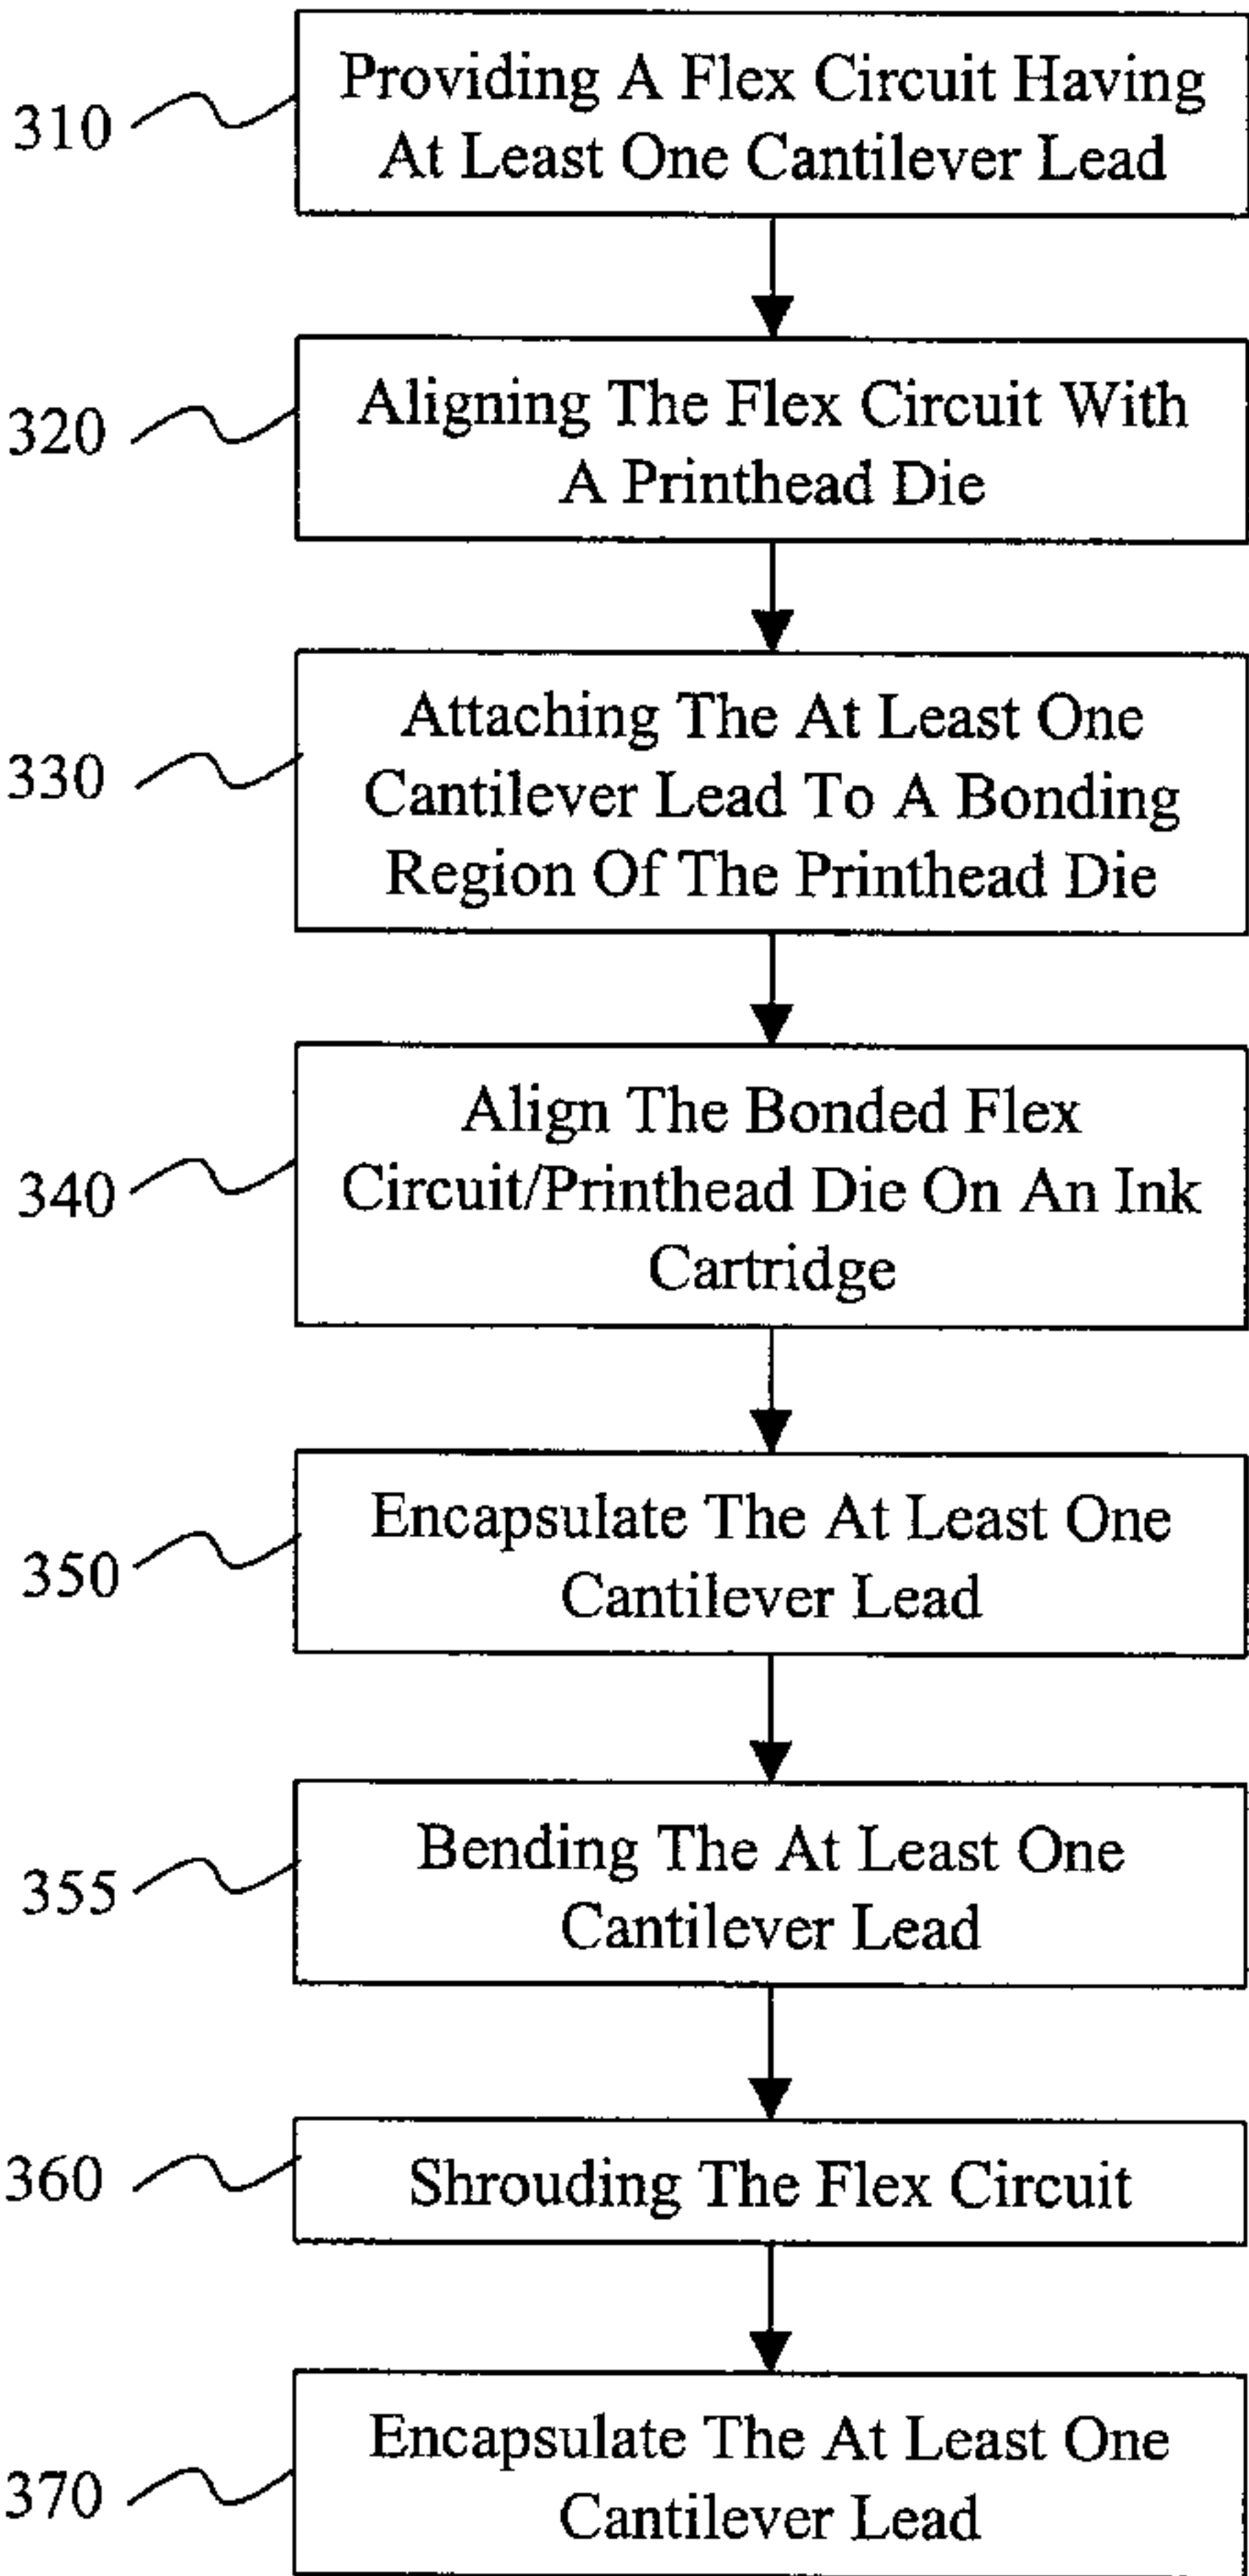 310
Providing A Flex Circuit Having
At Least One Cantilever Lead
320
Aligning The Flex Circuit With
A Printhead Die
330
Attaching The At Least One
Cantilever Lead To A Bonding
Region Of The Printhead Die
340
Align The Bonded Flex
Circuit/Printhead Die On An Ink
Cartridge
350
Encapsulate The At Least One
Cantilever Lead
355
Bending The At Least One
Cantilever Lead
360
Shrouding The Flex Circuit
370
Encapsulate The At Least One
Cantilever Lead